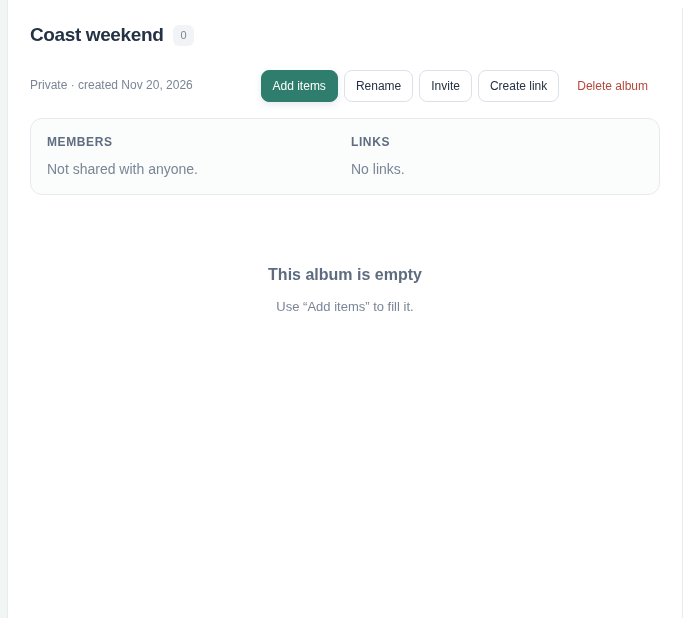 Coast weekend 0
Private · created Nov 20, 2026
Add items Rename Invite Create link Delete album
MEMBERS
Not shared with anyone.
LINKS
No links.
This album is empty
Use “Add items” to fill it.